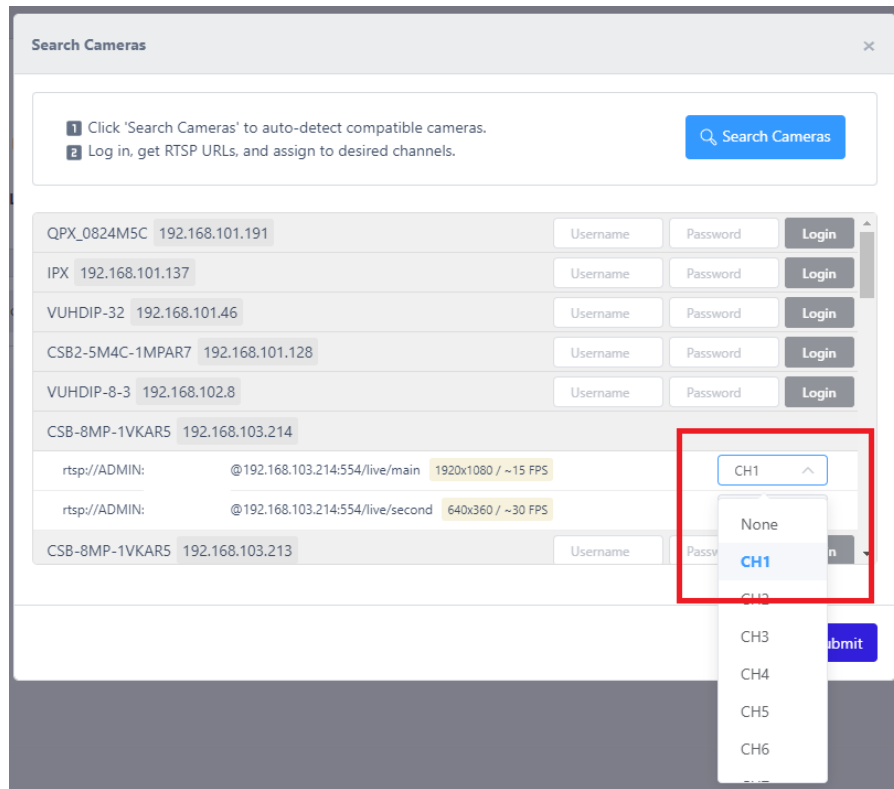 Search Cameras ×
1 Click 'Search Cameras' to auto-detect compatible cameras.
2 Log in, get RTSP URLs, and assign to desired channels.
Search Cameras
QPX_0824M5C 192.168.101.191 Username Password Login
IPX 192.168.101.137 Username Password Login
VUHDIP-32 192.168.101.46 Username Password Login
CSB2-5M4C-1MPAR7 192.168.101.128 Username Password Login
VUHDIP-8-3 192.168.102.8 Username Password Login
CSB-8MP-1VKAR5 192.168.103.214
rtsp://ADMIN: @192.168.103.214:554/live/main 1920x1080 / ~15 FPS CH1
rtsp://ADMIN: @192.168.103.214:554/live/second 640x360 / ~30 FPS
CSB-8MP-1VKAR5 192.168.103.213 Username Passw n
None
CH1
CH2
CH3
CH4
CH5
CH6
ubmit